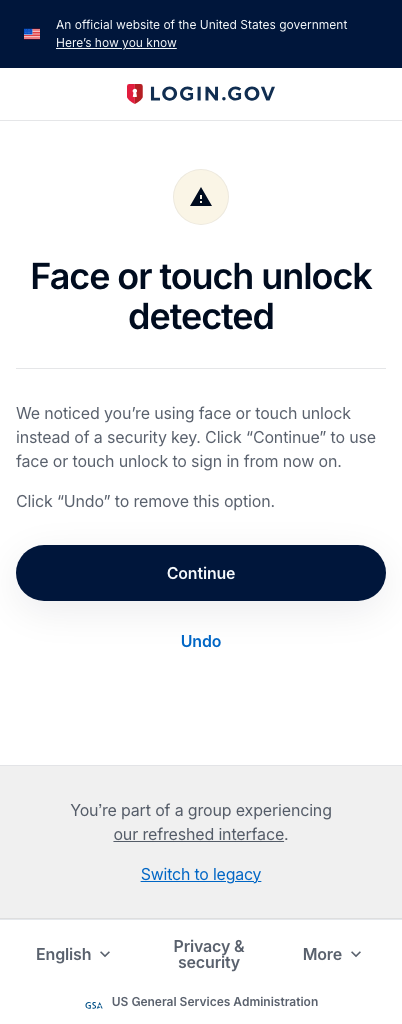 An official website of the United States government
Here’s how you know
LOGIN.GOV
Face or touch unlock
detected
We noticed you’re using face or touch unlock
instead of a security key. Click “Continue” to use
face or touch unlock to sign in from now on.
Click “Undo” to remove this option.
Continue
Undo
You’re part of a group experiencing
our refreshed interface.
Switch to legacy
English
Privacy &
security
More
GSA US General Services Administration